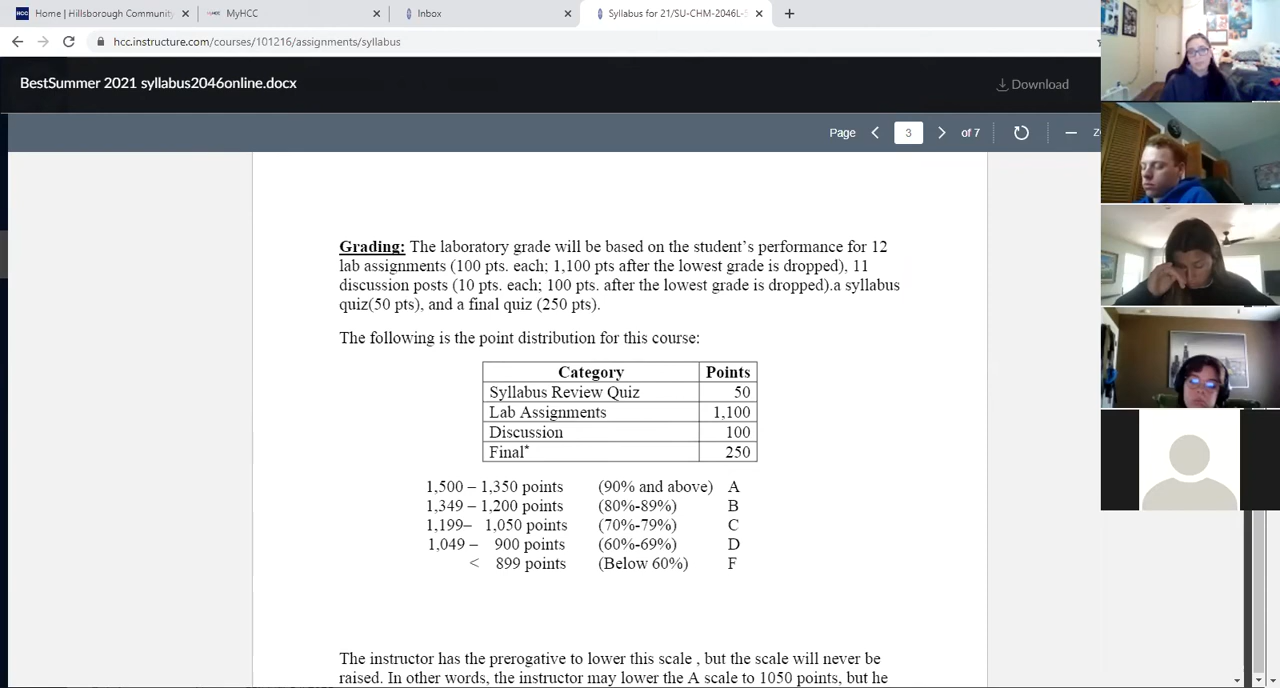 Home | Hillsborough Community
MyHCC
Inbox
Syllabus for 21/SU-CHM-2046L-
hcc.instructure.com/courses/101216/assignments/syllabus
BestSummer 2021 syllabus2046online.docx
Download
Page 3 of 7
Grading: The laboratory grade will be based on the student's performance for 12
lab assignments (100 pts. each; 1,100 pts after the lowest grade is dropped), 11
discussion posts (10 pts. each; 100 pts. after the lowest grade is dropped).a syllabus
quiz(50 pts), and a final quiz (250 pts).
The following is the point distribution for this course:
Category Points
Syllabus Review Quiz 50
Lab Assignments 1,100
Discussion 100
Final* 250
1,500 – 1,350 points (90% and above) A
1,349 – 1,200 points (80%-89%) B
1,199– 1,050 points (70%-79%) C
1,049 – 900 points (60%-69%) D
< 899 points (Below 60%) F
The instructor has the prerogative to lower this scale , but the scale will never be
raised. In other words, the instructor may lower the A scale to 1050 points, but he